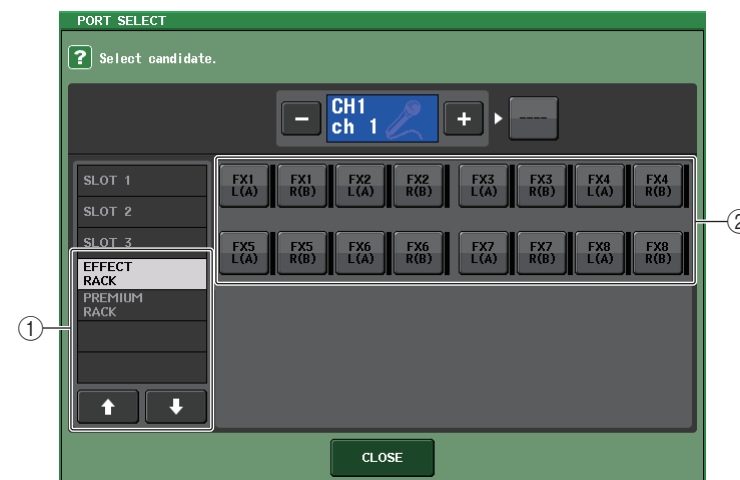 PORT SELECT
? Select candidate.
CH1
ch 1
− + ----
SLOT 1
SLOT 2
SLOT 3
EFFECT
RACK
PREMIUM
RACK
FX1 FX1 FX2 FX2 FX3 FX3 FX4 FX4
L(A) R(B) L(A) R(B) L(A) R(B) L(A) R(B)
FX5 FX5 FX6 FX6 FX7 FX7 FX8 FX8
L(A) R(B) L(A) R(B) L(A) R(B) L(A) R(B)
①
②
CLOSE